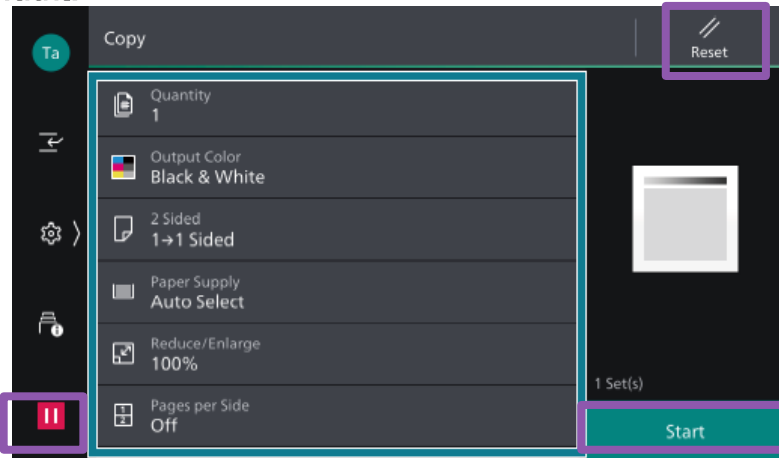 Copy
Reset
Ta
Quantity
1
Output Color
Black & White
2 Sided
1→1 Sided
Paper Supply
Auto Select
Reduce/Enlarge
100%
Pages per Side
Off
1 Set(s)
Start